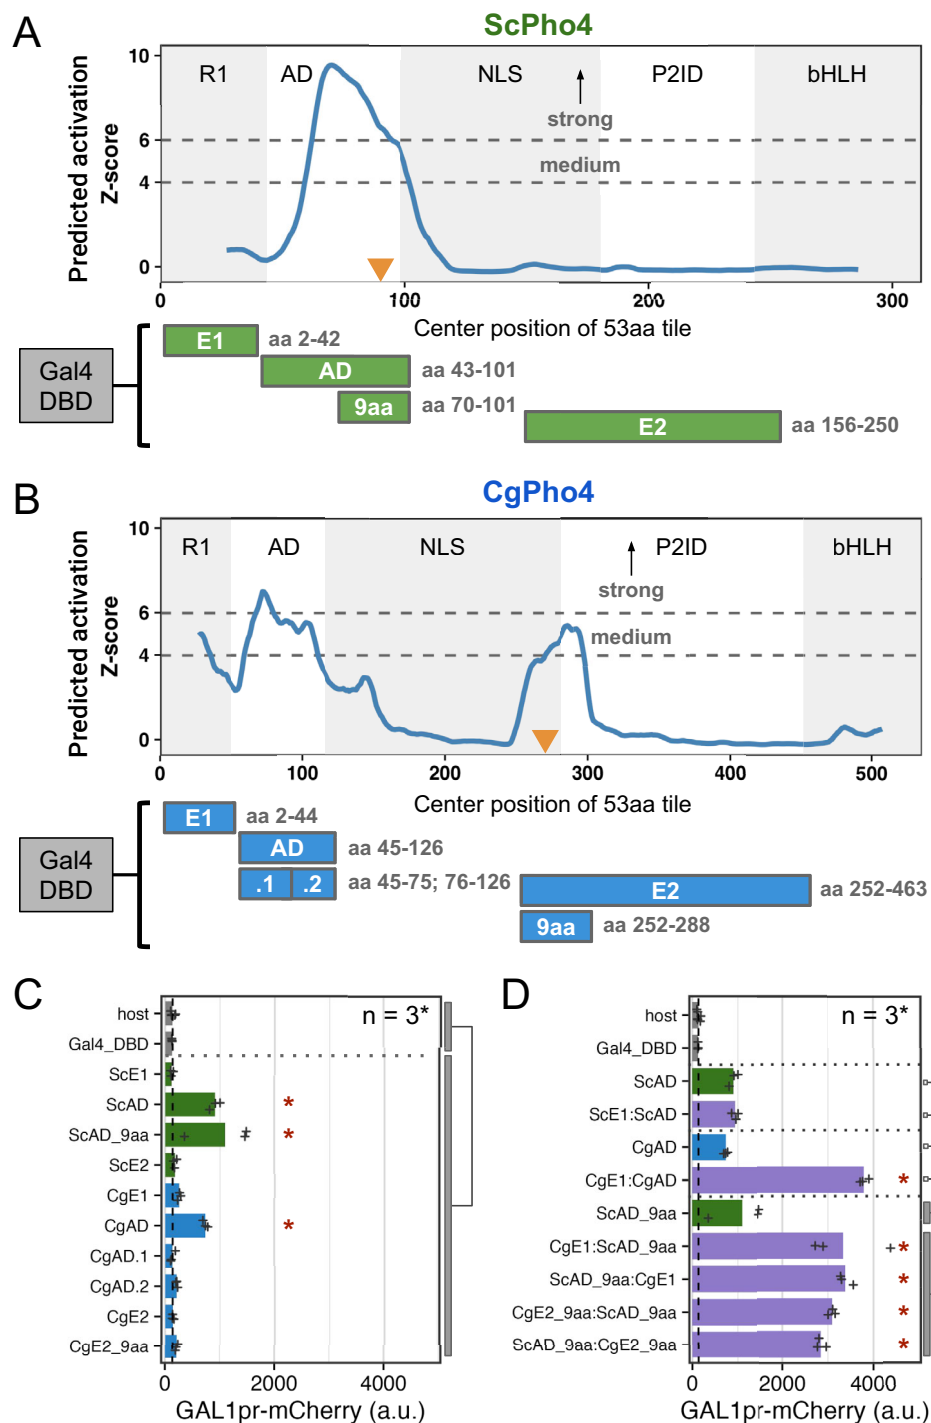 A
ScPho4
R1 AD NLS P2ID bHLH
strong
medium
Predicted activation
Z-score
10
6
4
0
0 100 200 300
Center position of 53aa tile
Gal4
DBD
E1 aa 2-42
AD aa 43-101
9aa aa 70-101
E2 aa 156-250
B
CgPho4
R1 AD NLS P2ID bHLH
strong
medium
Predicted activation
Z-score
10
6
4
0
0 100 200 300 400 500
Center position of 53aa tile
Gal4
DBD
E1 aa 2-44
AD aa 45-126
.1 .2 aa 45-75; 76-126
E2 aa 252-463
9aa aa 252-288
C
n = 3*
host
Gal4_DBD
ScE1
ScAD *
ScAD_9aa *
ScE2
CgE1
CgAD *
CgAD.1
CgAD.2
CgE2
CgE2_9aa
0 2000 4000
GAL1pr-mCherry (a.u.)
D
n = 3*
host
Gal4_DBD
ScAD
ScE1:ScAD
CgAD
CgE1:CgAD *
ScAD_9aa
CgE1:ScAD_9aa *
ScAD_9aa:CgE1 *
CgE2_9aa:ScAD_9aa *
ScAD_9aa:CgE2_9aa *
0 2000 4000
GAL1pr-mCherry (a.u.)